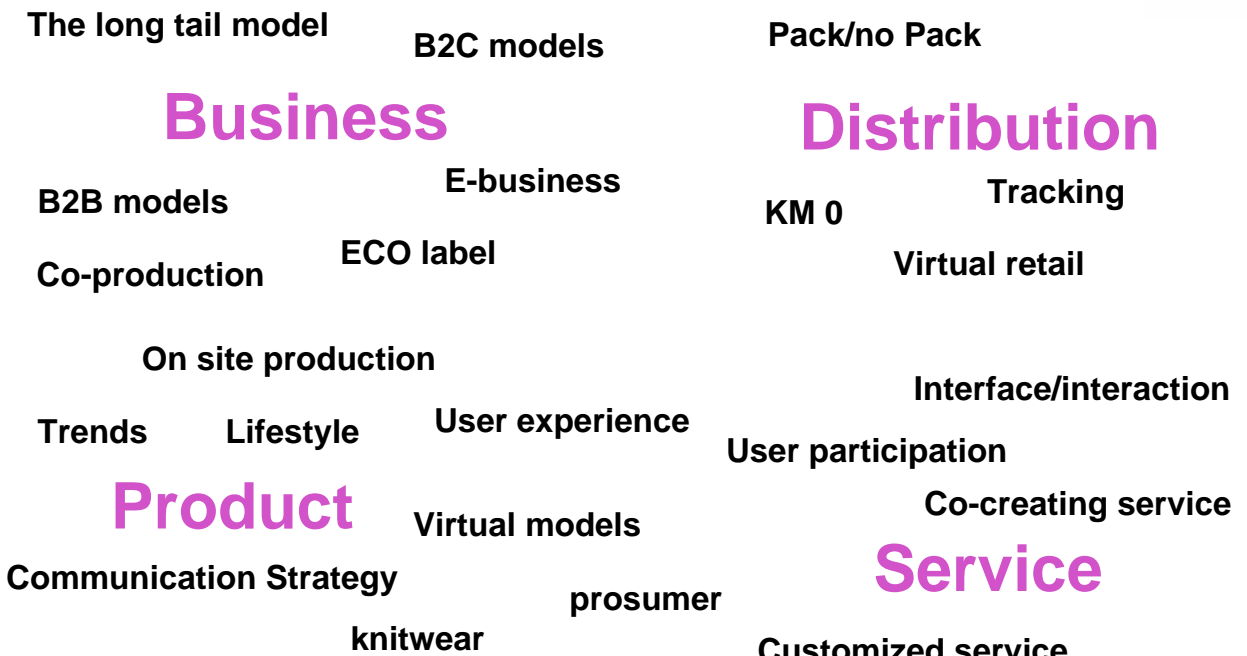 The long tail model
B2C models
Pack/no Pack
Business
Distribution
E-business
Tracking
B2B models
KM 0
ECO label
Virtual retail
Co-production
On site production
Interface/interaction
User experience
Trends
Lifestyle
User participation
Product
Co-creating service
Virtual models
Service
Communication Strategy
prosumer
knitwear
Customized service